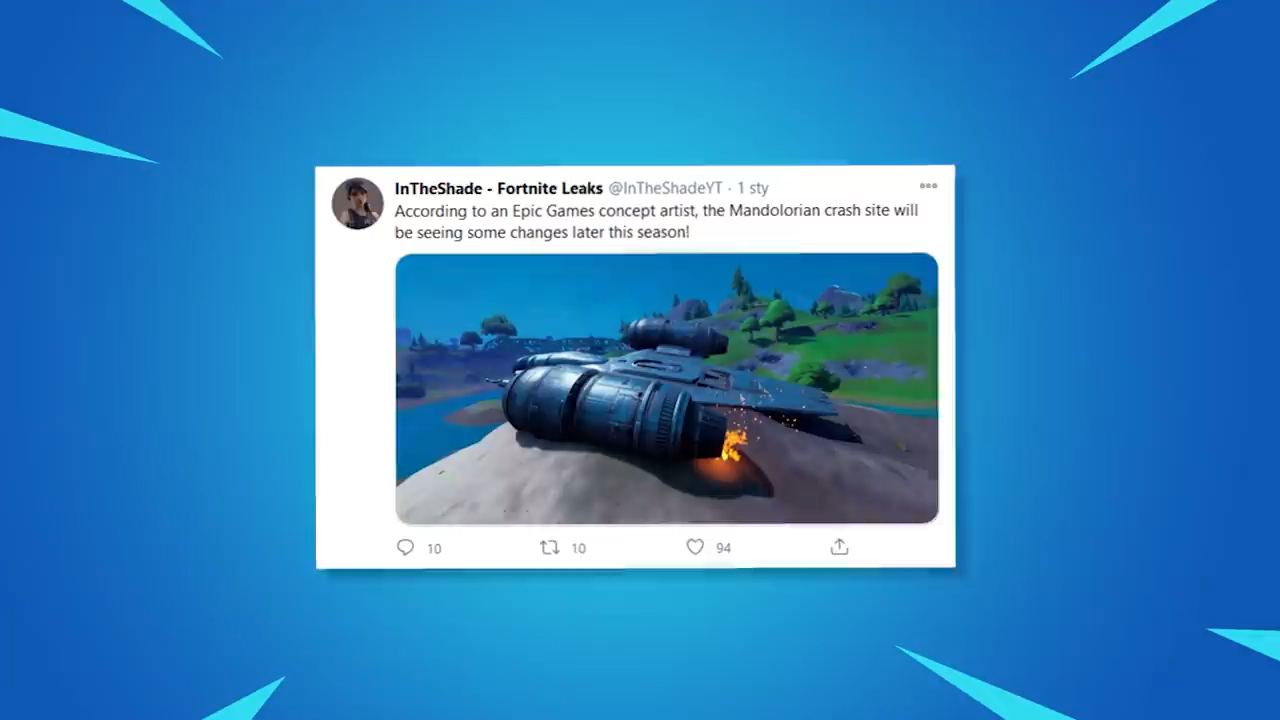 InTheShade - Fortnite Leaks @InTheShadeYT · 1 sty
According to an Epic Games concept artist, the Mandolorian crash site will
be seeing some changes later this season!
10 10 94